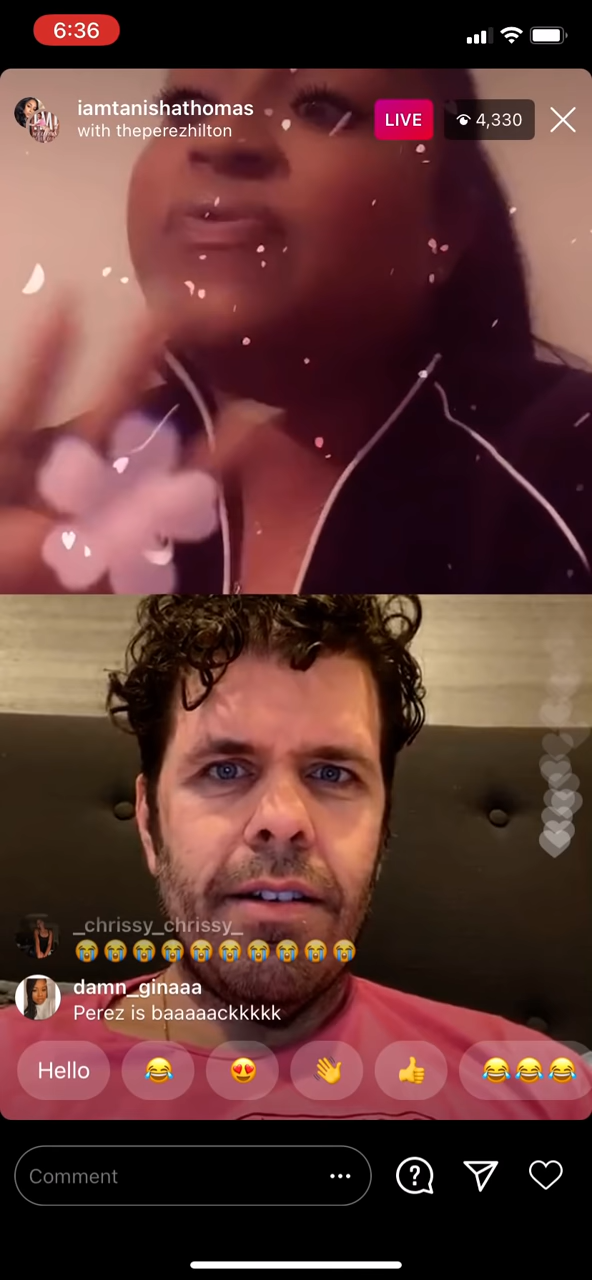 6:36
iamtanishathomas
with theperezhilton
LIVE
4,330
_chrissy_chrissy_
😭😭😭😭😭😭😭😭😭😭
damn_ginaaa
Perez is baaaaackkkkk
Hello 😂 😍 👋 👍 😂😂😂
Comment